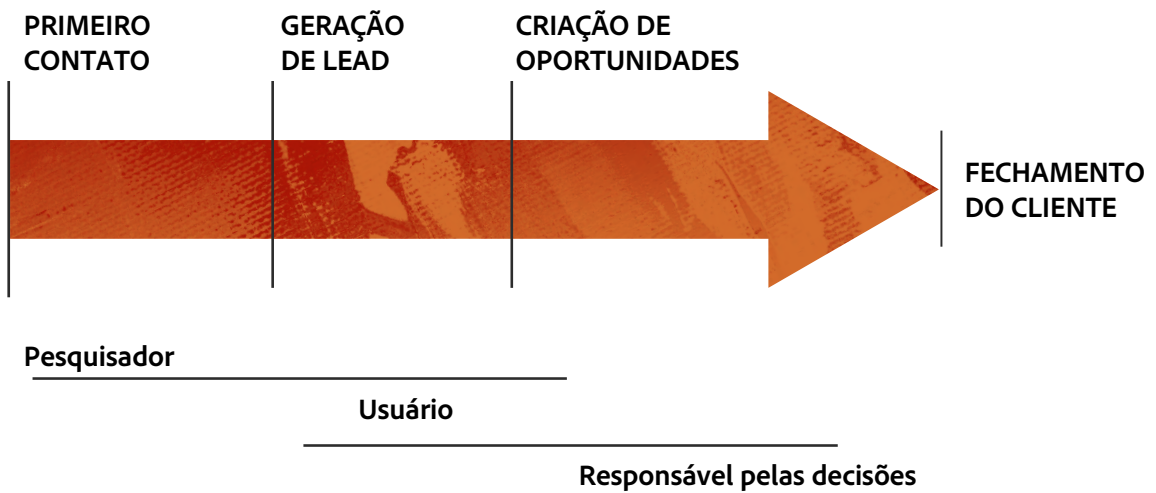 PRIMEIRO
CONTATO
GERAÇÃO
DE LEAD
CRIAÇÃO DE
OPORTUNIDADES
FECHAMENTO
DO CLIENTE
Pesquisador
Usuário
Responsável pelas decisões